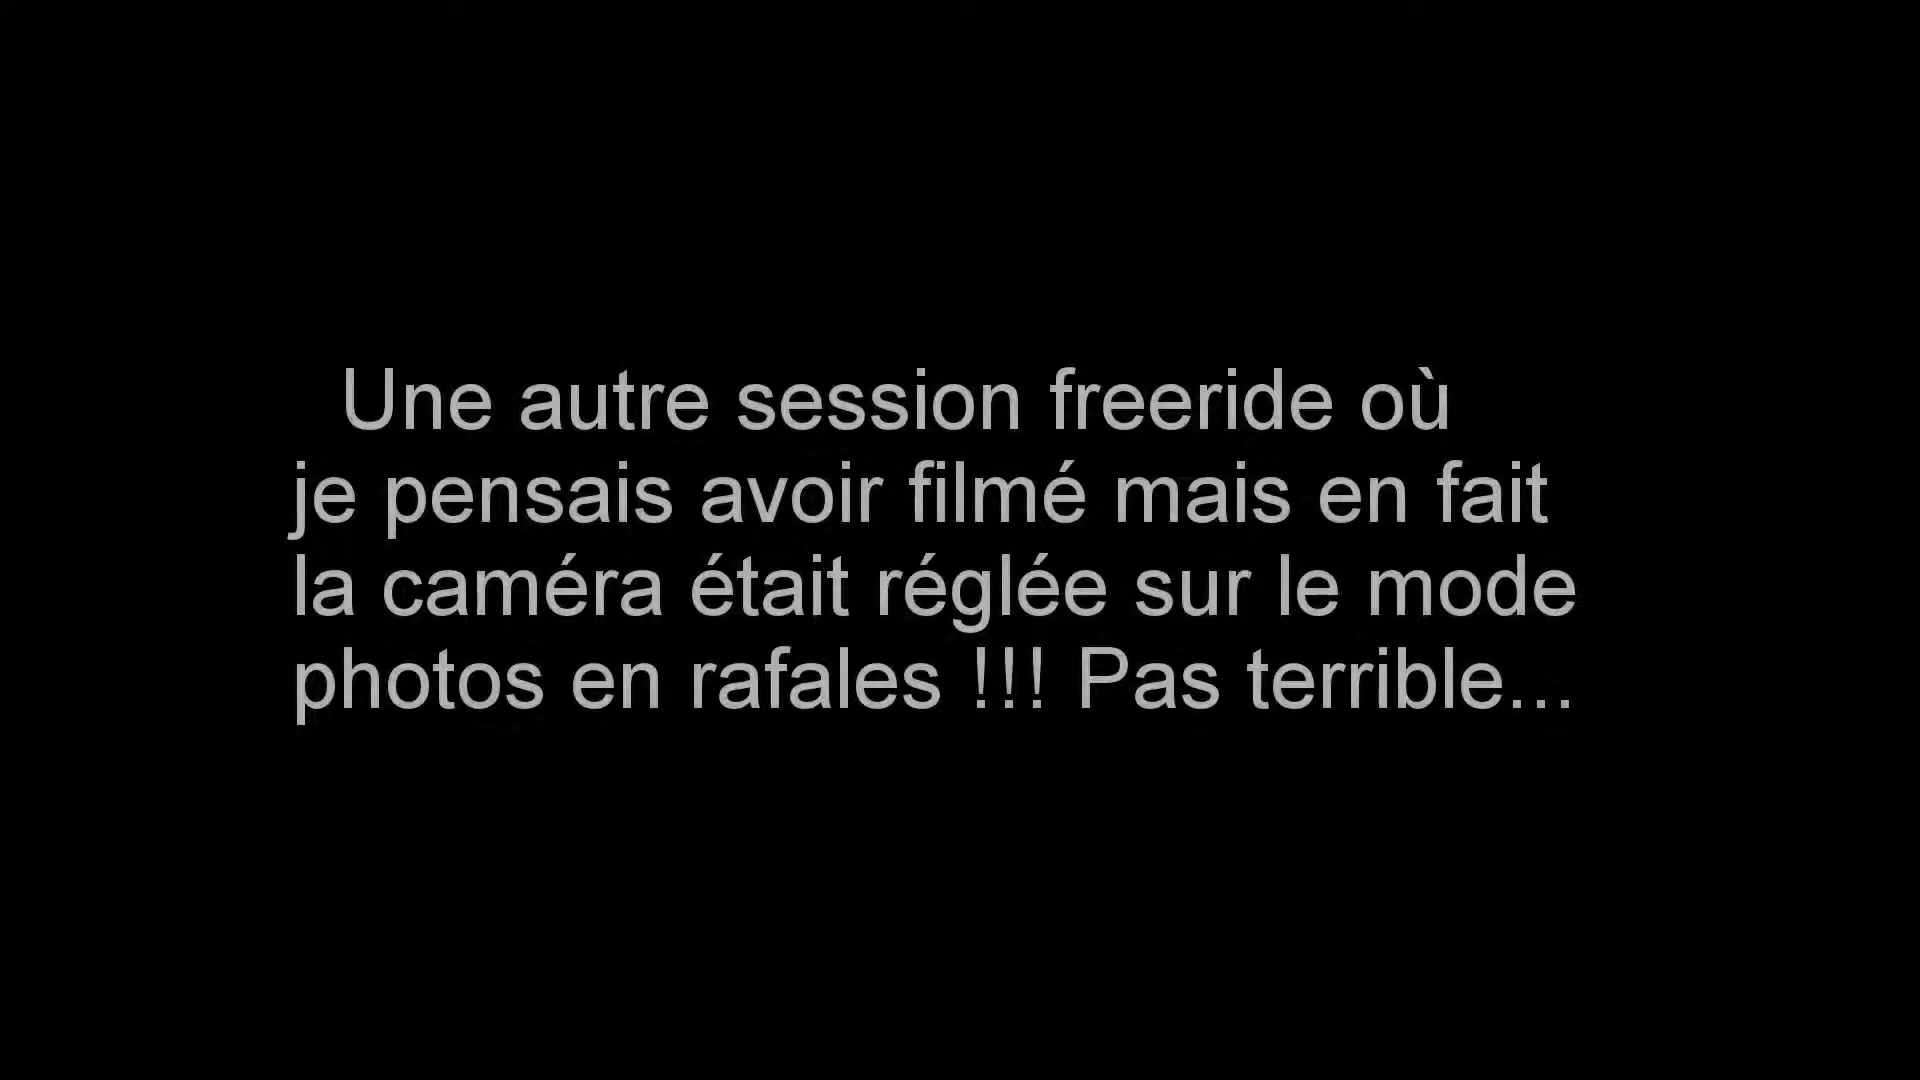 Une autre session freeride où
je pensais avoir filmé mais en fait
la caméra était réglée sur le mode
photos en rafales !!! Pas terrible...